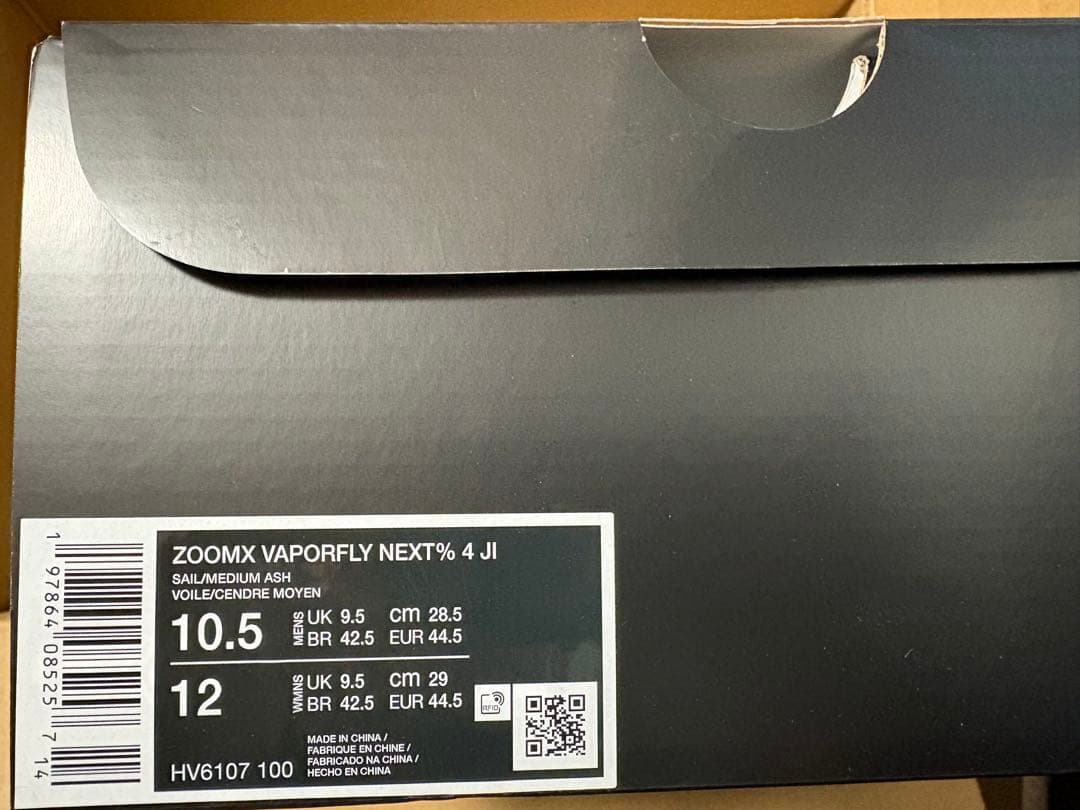 ZOOMX VAPORFLY NEXT% 4 JI
SAIL/MEDIUM ASH
VOILE/CENDRE MOYEN
10.5 MENS UK 9.5 cm 28.5
BR 42.5 EUR 44.5
12 WMNS UK 9.5 cm 29
BR 42.5 EUR 44.5
RFID
MADE IN CHINA /
FABRIQUE EN CHINE /
FABRICADO NA CHINA /
HECHO EN CHINA
HV6107 100
1 97864 08525 7 14